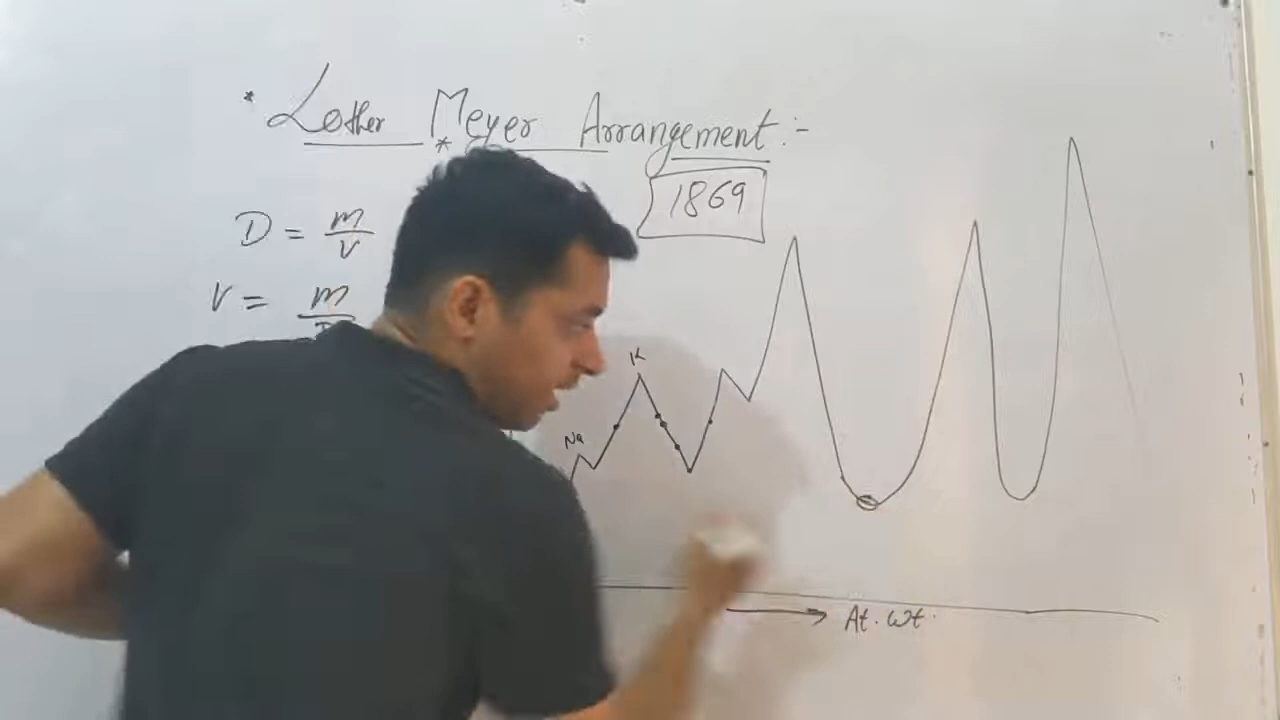 * Lother Meyer Arrangement :-
*
1869
D = m/V
V = m
K
Na
→ At. Wt.